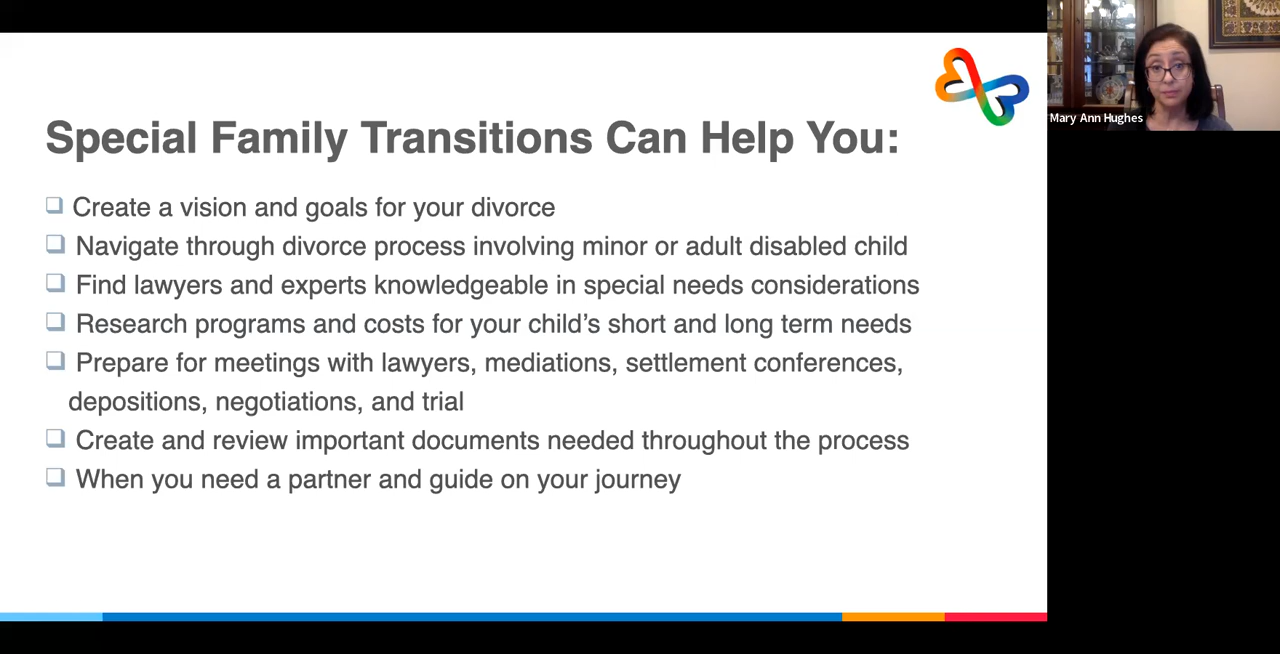 Special Family Transitions Can Help You:
Create a vision and goals for your divorce
Navigate through divorce process involving minor or adult disabled child
Find lawyers and experts knowledgeable in special needs considerations
Research programs and costs for your child’s short and long term needs
Prepare for meetings with lawyers, mediations, settlement conferences,
depositions, negotiations, and trial
Create and review important documents needed throughout the process
When you need a partner and guide on your journey
Mary Ann Hughes